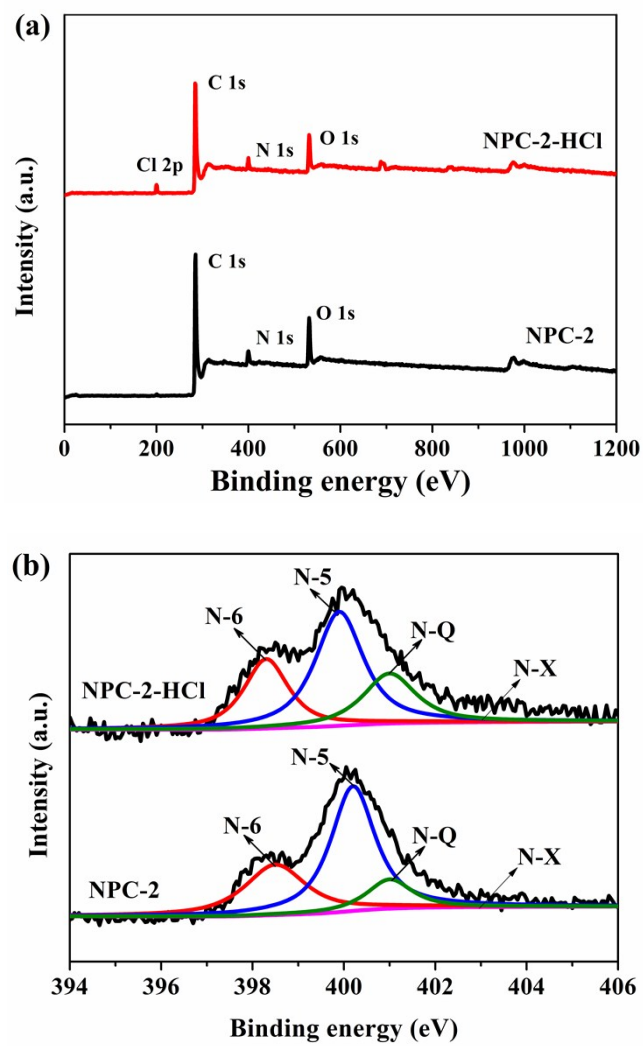 (a)
C 1s
Cl 2p
N 1s
O 1s
NPC-2-HCl
C 1s
N 1s
O 1s
NPC-2
Intensity (a.u.)
0 200 400 600 800 1000 1200
Binding energy (eV)
(b)
N-5
N-6
N-Q
N-X
NPC-2-HCl
N-5
N-6
N-Q
N-X
NPC-2
Intensity (a.u.)
394 396 398 400 402 404 406
Binding energy (eV)